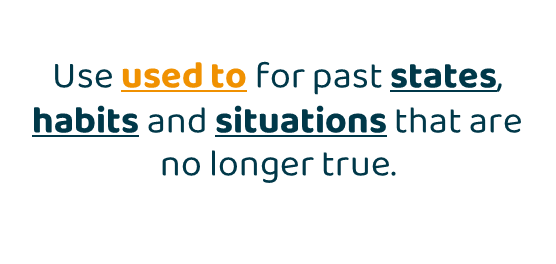 Use used to for past states,
habits and situations that are
no longer true.